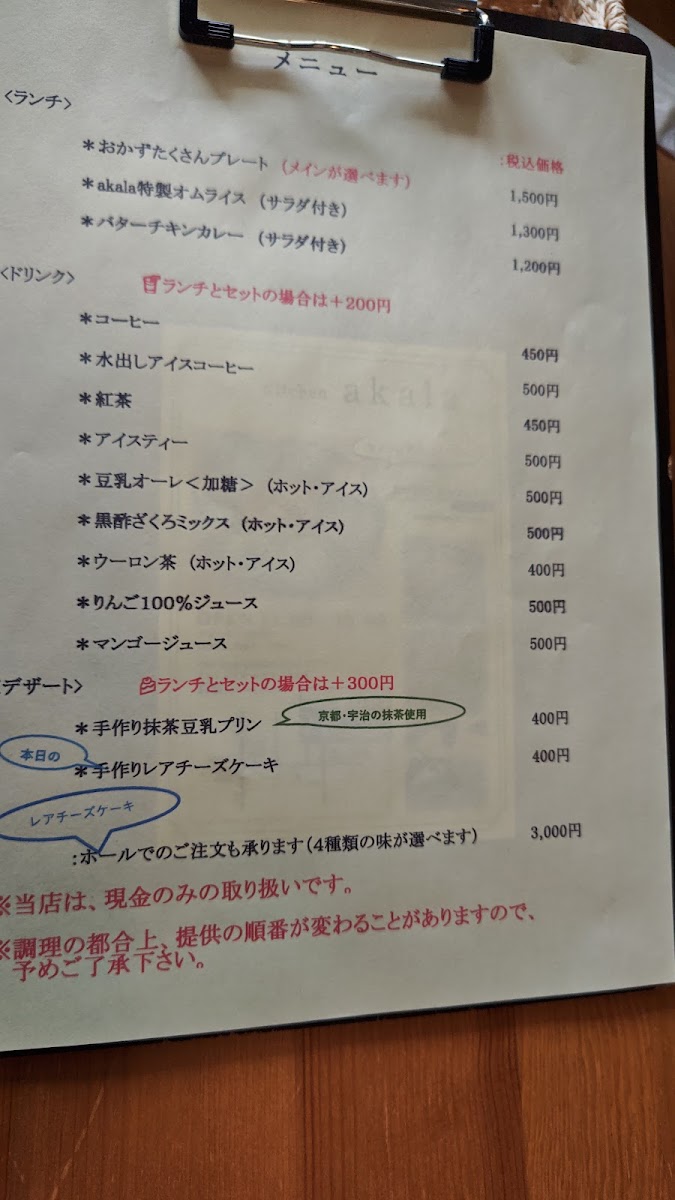 メニュー
<ランチ>
:税込価格
＊おかずたくさんプレート (メインが選べます) 1,500円
＊akala特製オムライス (サラダ付き) 1,300円
＊バターチキンカレー (サラダ付き) 1,200円
<ドリンク> ランチとセットの場合は＋200円
＊コーヒー 450円
＊水出しアイスコーヒー 500円
＊紅茶 450円
＊アイスティー 500円
＊豆乳オーレ＜加糖＞ (ホット・アイス) 500円
＊黒酢ざくろミックス (ホット・アイス) 500円
＊ウーロン茶 (ホット・アイス) 400円
＊りんご100％ジュース 500円
＊マンゴージュース 500円
デザート> ランチとセットの場合は＋300円
＊手作り抹茶豆乳プリン 京都・宇治の抹茶使用 400円
本日の
＊手作りレアチーズケーキ 400円
レアチーズケーキ
:ホールでのご注文も承ります (4種類の味が選べます) 3,000円
※当店は、現金のみの取り扱いです。
※調理の都合上、提供の順番が変わることがありますので、
予めご了承下さい。
akala